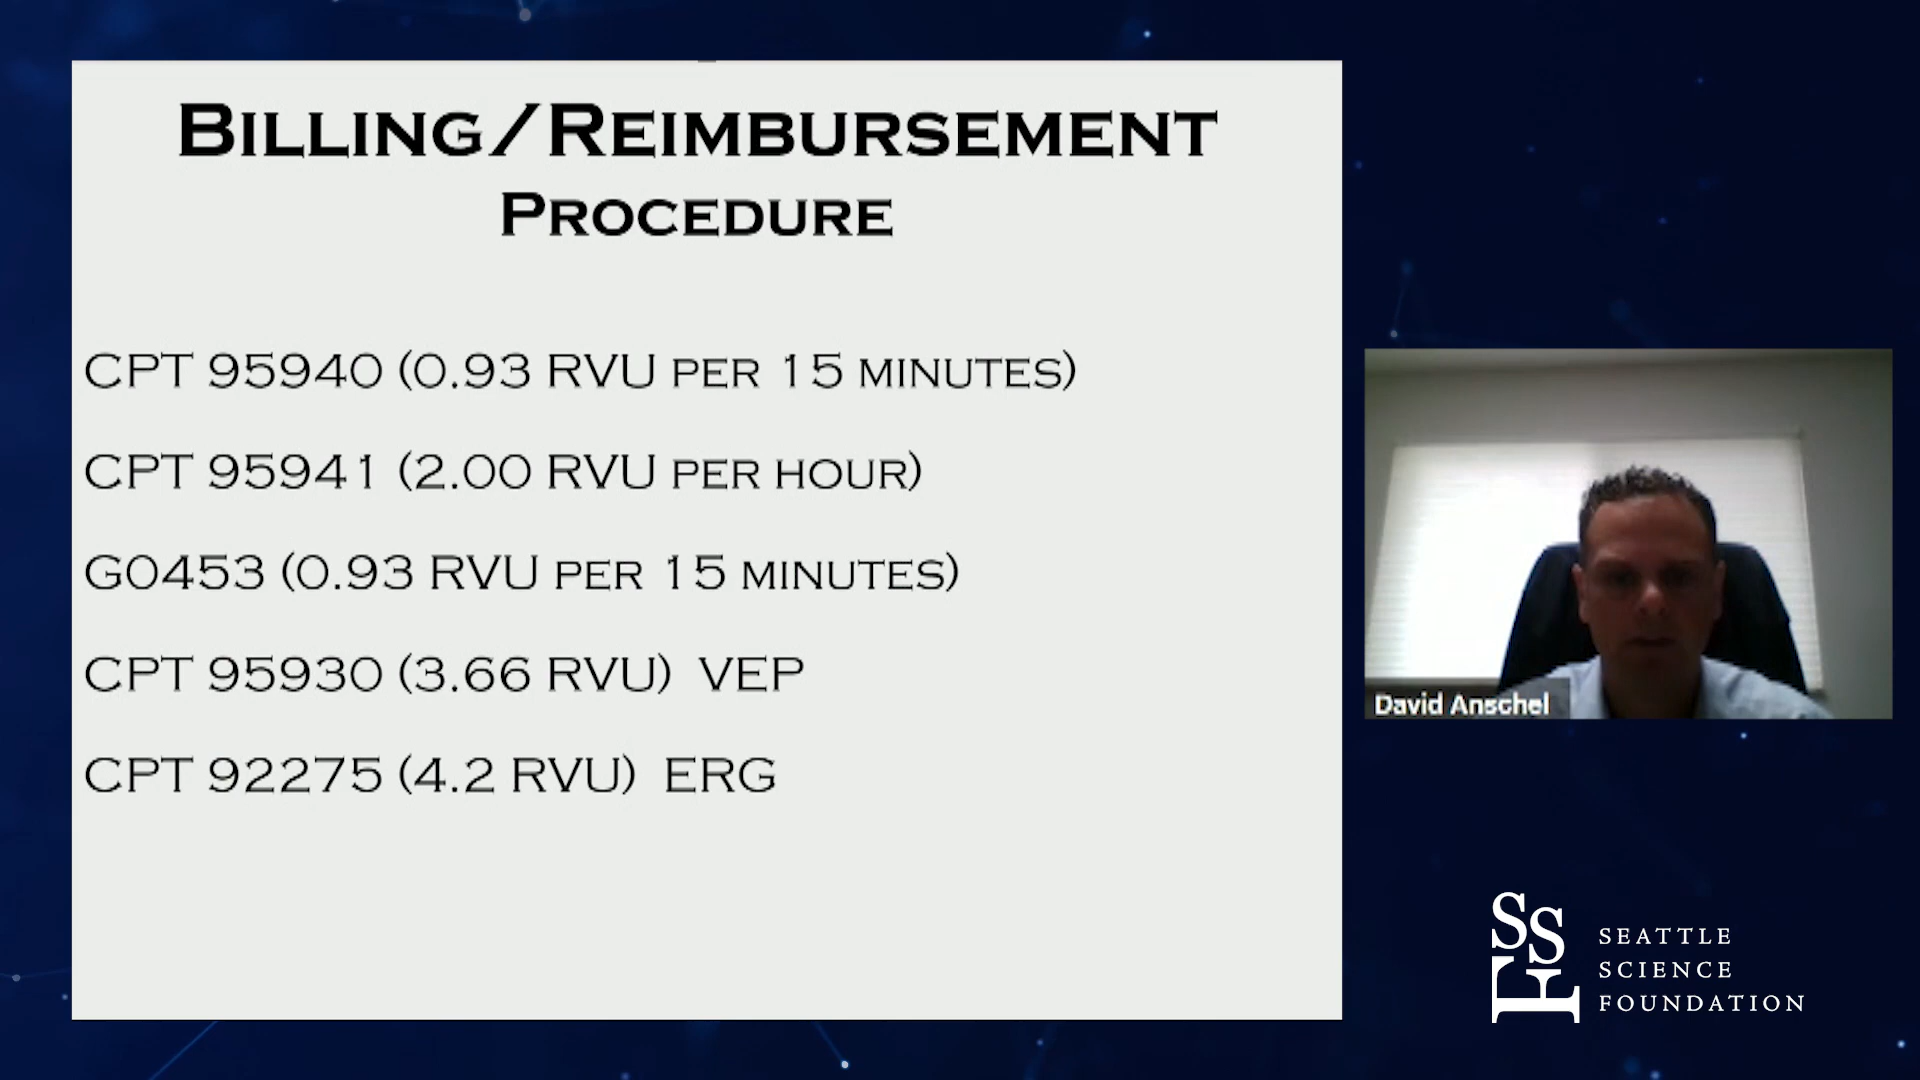 BILLING/REIMBURSEMENT
PROCEDURE
CPT 95940 (0.93 RVU PER 15 MINUTES)
CPT 95941 (2.00 RVU PER HOUR)
G0453 (0.93 RVU PER 15 MINUTES)
CPT 95930 (3.66 RVU) VEP
CPT 92275 (4.2 RVU) ERG
David Anschel
SSF
SEATTLE
SCIENCE
FOUNDATION